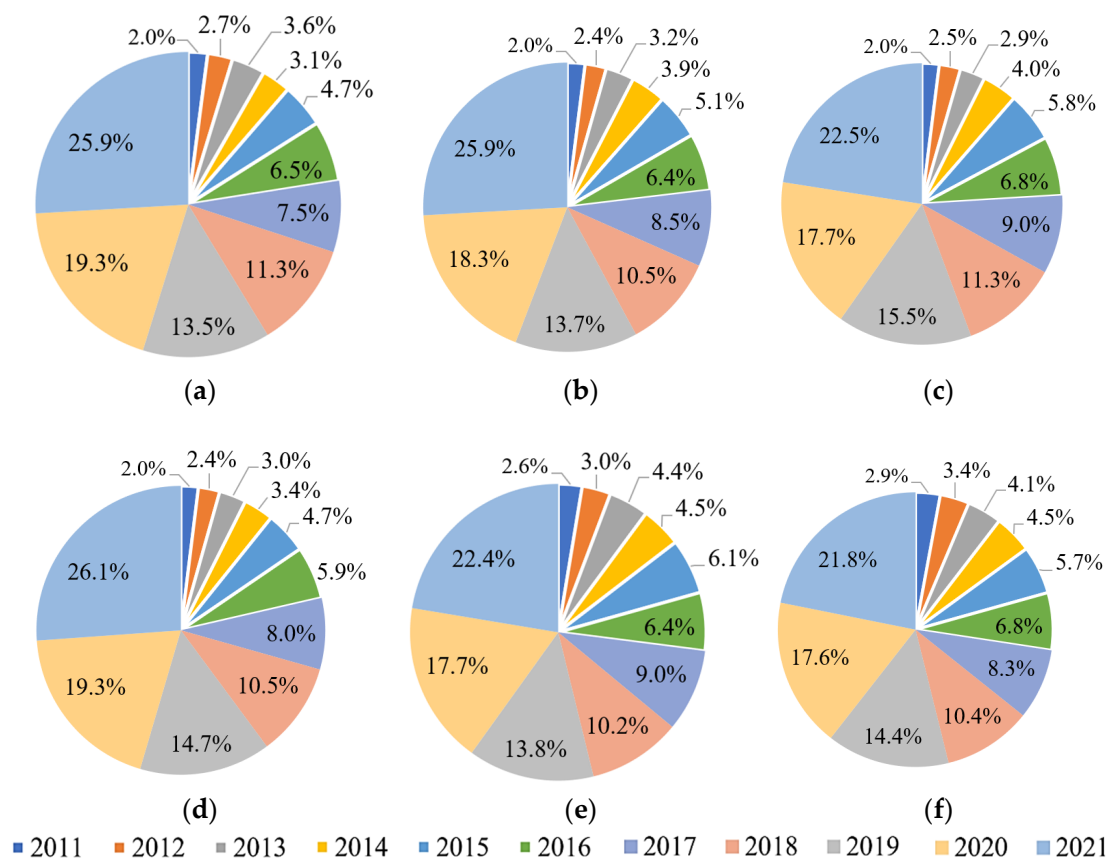 2.0% 2.7% 3.6% 3.1% 4.7% 6.5% 7.5% 11.3% 13.5% 19.3% 25.9%
(a)
2.0% 2.4% 3.2% 3.9% 5.1% 6.4% 8.5% 10.5% 13.7% 18.3% 25.9%
(b)
2.0% 2.5% 2.9% 4.0% 5.8% 6.8% 9.0% 11.3% 15.5% 17.7% 22.5%
(c)
2.0% 2.4% 3.0% 3.4% 4.7% 5.9% 8.0% 10.5% 14.7% 19.3% 26.1%
(d)
2.6% 3.0% 4.4% 4.5% 6.1% 6.4% 9.0% 10.2% 13.8% 17.7% 22.4%
(e)
2.9% 3.4% 4.1% 4.5% 5.7% 6.8% 8.3% 10.4% 14.4% 17.6% 21.8%
(f)
2011 2012 2013 2014 2015 2016 2017 2018 2019 2020 2021